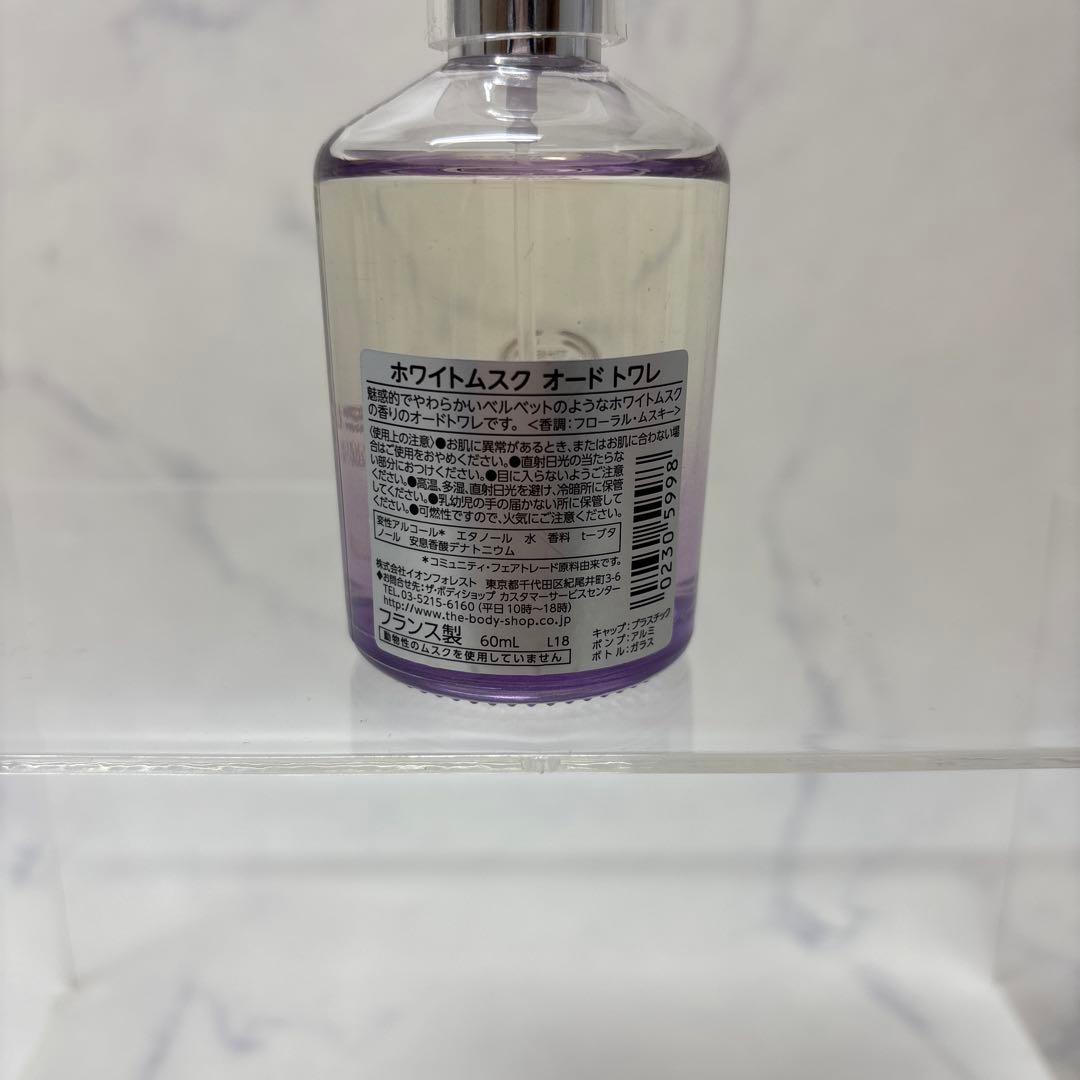 ホワイトムスク オード トワレ
魅惑的でやわらかいベルベットのようなホワイトムスク
の香りのオードトワレです。<香調:フローラル・ムスキー>
〈使用上の注意〉●お肌に異常があるとき、またはお肌に合わない場
合はご使用をおやめください。●直射日光の当たらな
い部分におつけください。●目に入らないようご注意
ください。●高温、多湿、直射日光を避け、冷暗所に保管
してください。●乳幼児の手の届かない所に保管して
ください。●可燃性ですので、火気にご注意ください。
変性アルコール* エタノール 水 香料 t-ブタ
ノール 安息香酸デナトニウム
*コミュニティ・フェアトレード原料由来です。
株式会社イオンフォレスト 東京都千代田区紀尾井町3-6
◆お問合せ先:ザ・ボディショップ カスタマーサービスセンター
TEL.03-5215-6160 (平日 10時〜18時)
http://www.the-body-shop.co.jp
フランス製 60mL L18
動物性のムスクを使用していません
キャップ:プラスチック
ポンプ:アルミ
ボトル:ガラス
02305998